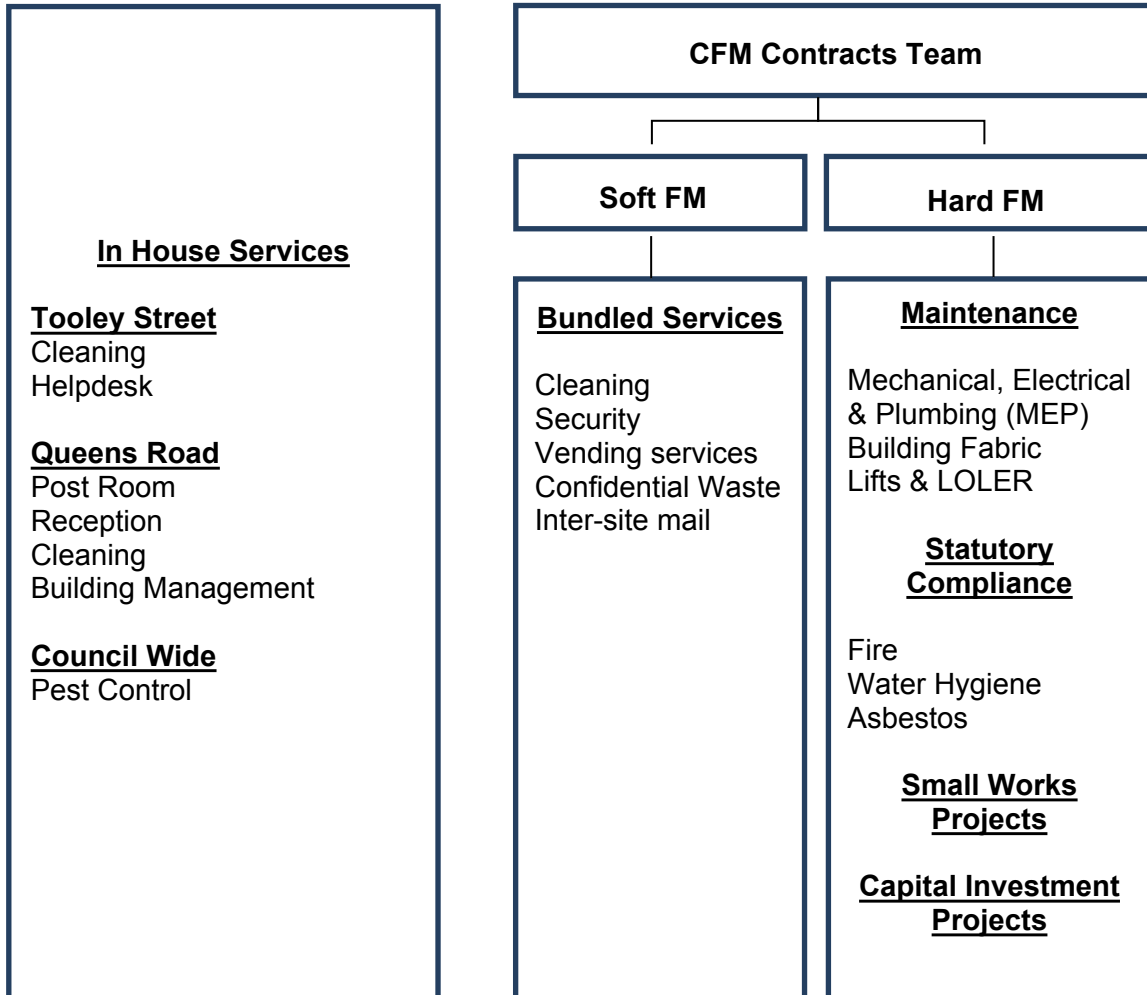 In House Services
Tooley Street
Cleaning
Helpdesk
Queens Road
Post Room
Reception
Cleaning
Building Management
Council Wide
Pest Control
CFM Contracts Team
Soft FM
Hard FM
Bundled Services
Cleaning
Security
Vending services
Confidential Waste
Inter-site mail
Maintenance
Mechanical, Electrical
& Plumbing (MEP)
Building Fabric
Lifts & LOLER
Statutory
Compliance
Fire
Water Hygiene
Asbestos
Small Works
Projects
Capital Investment
Projects